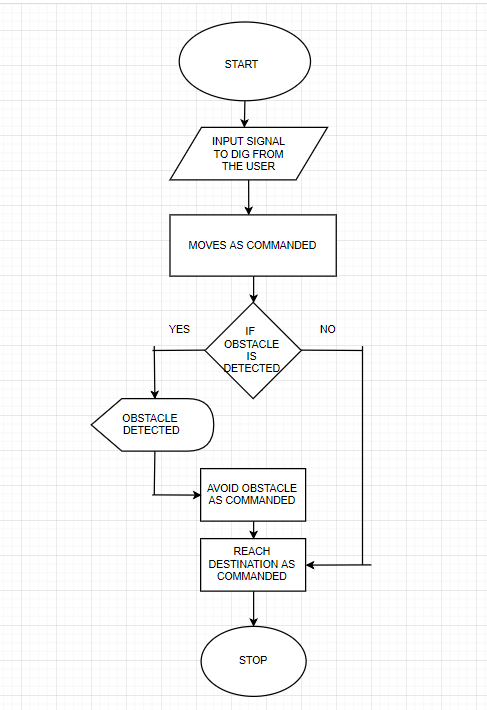 START
INPUT SIGNAL
TO DIG FROM
THE USER
MOVES AS COMMANDED
YES
NO
IF
OBSTACLE
IS
DETECTED
OBSTACLE
DETECTED
AVOID OBSTACLE
AS COMMANDED
REACH
DESTINATION AS
COMMANDED
STOP